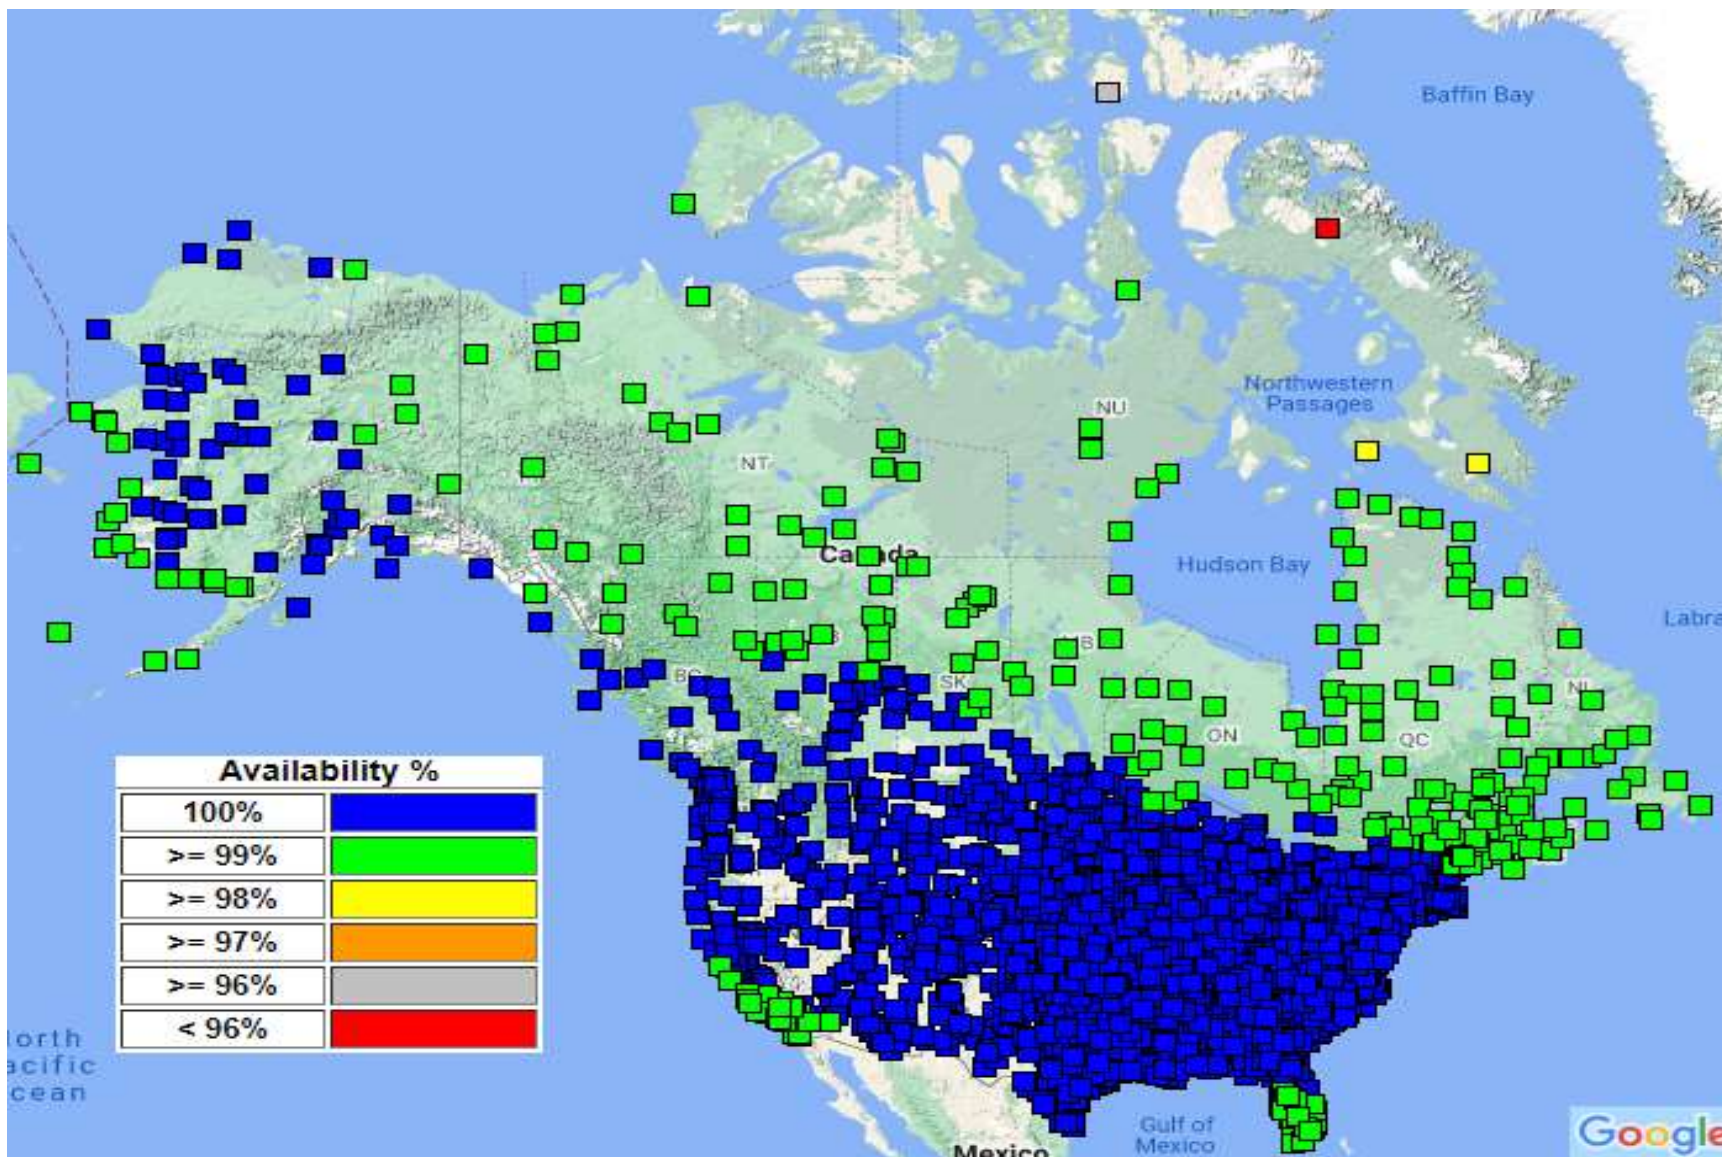 Baffin Bay
Northwestern
Passages
NU
NT
Canada
Hudson Bay
Labra
MB
BC
SK
NL
ON
QC
Availability %
100%
>= 99%
>= 98%
>= 97%
>= 96%
< 96%
orth
acific
cean
Gulf of
Mexico
Mexico
Google